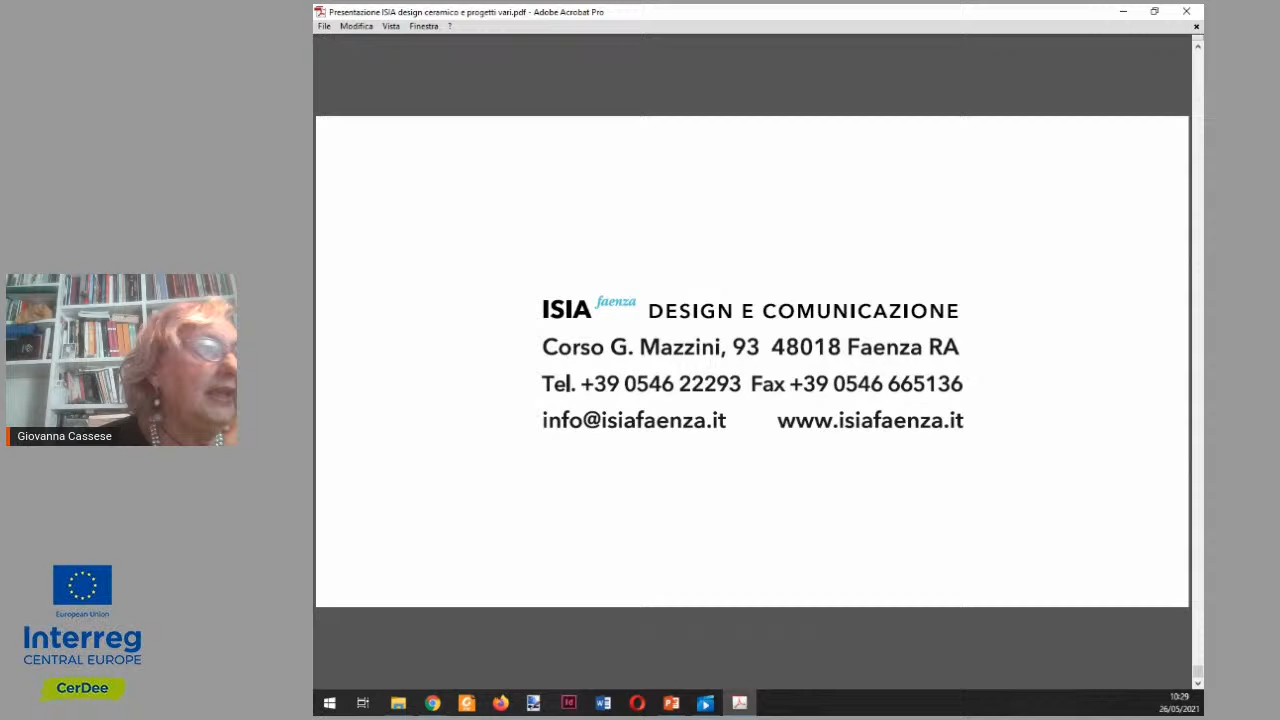 Presentazione ISIA design ceramico e progetti vari.pdf - Adobe Acrobat Pro
File Modifica Vista Finestra ?
ISIA faenza DESIGN E COMUNICAZIONE
Corso G. Mazzini, 93 48018 Faenza RA
Tel. +39 0546 22293 Fax +39 0546 665136
info@isiafaenza.it www.isiafaenza.it
Giovanna Cassese
European Union
Interreg
CENTRAL EUROPE
CerDee
10:29
26/05/2021